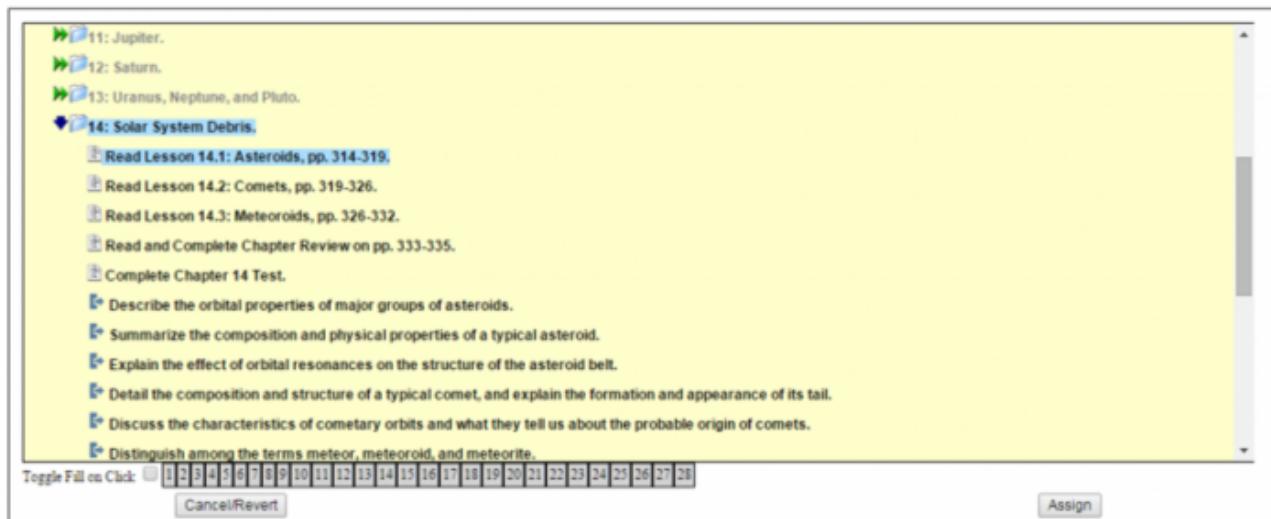 11: Jupiter.
12: Saturn.
13: Uranus, Neptune, and Pluto.
14: Solar System Debris.
Read Lesson 14.1: Asteroids, pp. 314-319.
Read Lesson 14.2: Comets, pp. 319-326.
Read Lesson 14.3: Meteoroids, pp. 326-332.
Read and Complete Chapter Review on pp. 333-335.
Complete Chapter 14 Test.
Describe the orbital properties of major groups of asteroids.
Summarize the composition and physical properties of a typical asteroid.
Explain the effect of orbital resonances on the structure of the asteroid belt.
Detail the composition and structure of a typical comet, and explain the formation and appearance of its tail.
Discuss the characteristics of cometary orbits and what they tell us about the probable origin of comets.
Distinguish among the terms meteor, meteoroid, and meteorite.
Toggle Fill on Click: 1 2 3 4 5 6 7 8 9 10 11 12 13 14 15 16 17 18 19 20 21 22 23 24 25 26 27 28
Cancel/Revert Assign